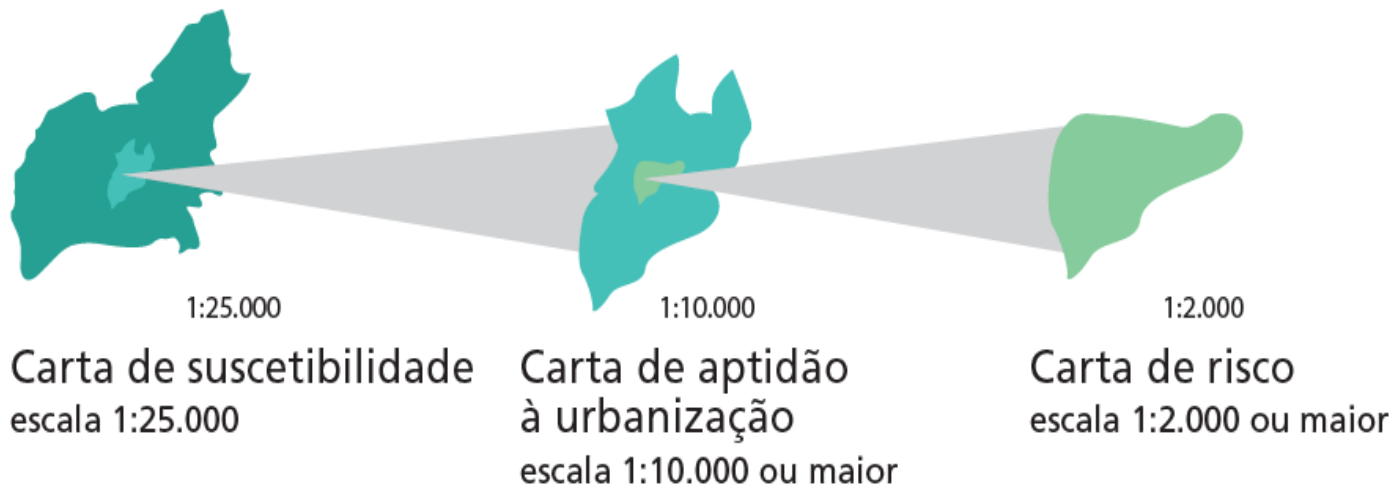 1:25.000
Carta de suscetibilidade
escala 1:25.000
1:10.000
Carta de aptidão
à urbanização
escala 1:10.000 ou maior
1:2.000
Carta de risco
escala 1:2.000 ou maior